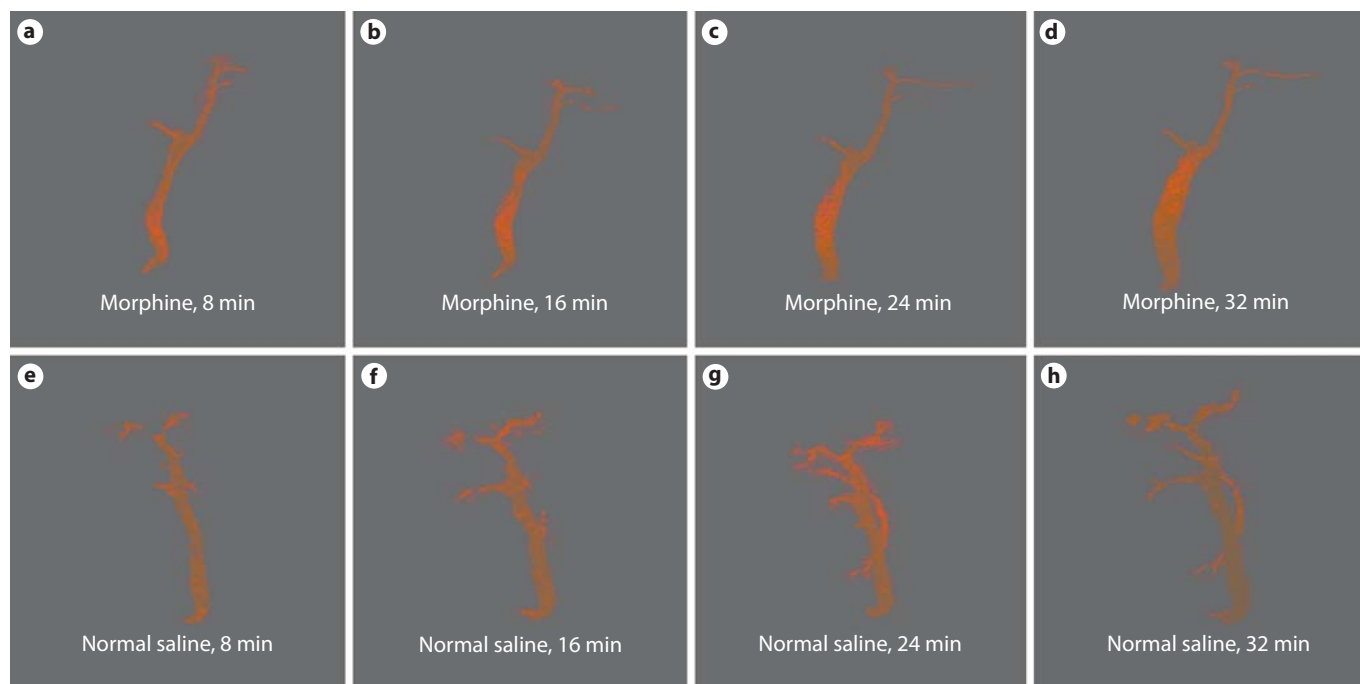 a
b
c
d
Morphine, 8 min
Morphine, 16 min
Morphine, 24 min
Morphine, 32 min
e
f
g
h
Normal saline, 8 min
Normal saline, 16 min
Normal saline, 24 min
Normal saline, 32 min